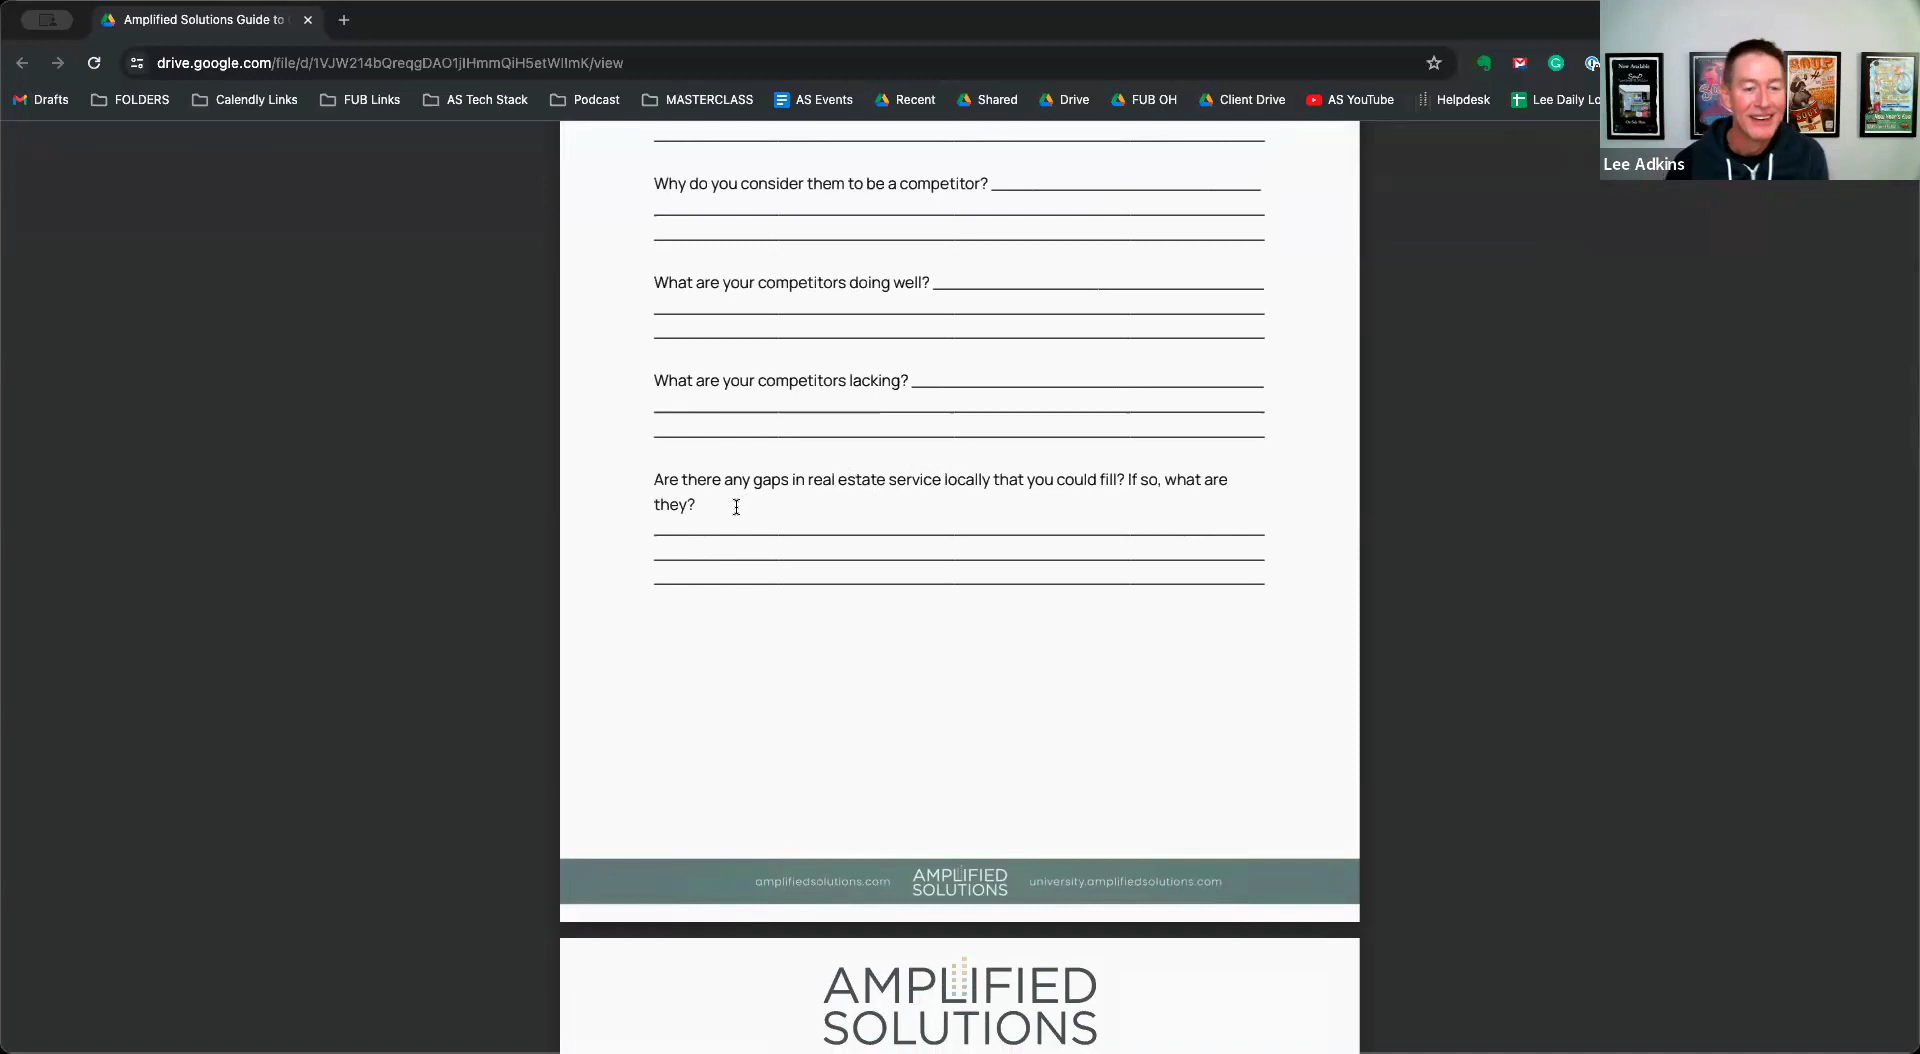 Amplified Solutions Guide to
drive.google.com/file/d/1VJW214bQreqgDAO1jIHmmQiH5etWlImK/view
Drafts
FOLDERS
Calendly Links
FUB Links
AS Tech Stack
Podcast
MASTERCLASS
AS Events
Recent
Shared
Drive
FUB OH
Client Drive
AS YouTube
Helpdesk
Lee Daily Lo
Now Available
Lee Adkins
Why do you consider them to be a competitor?
What are your competitors doing well?
What are your competitors lacking?
Are there any gaps in real estate service locally that you could fill? If so, what are
they?
amplifiedsolutions.com
AMPLIFIED
SOLUTIONS
university.amplifiedsolutions.com
AMPLIFIED
SOLUTIONS